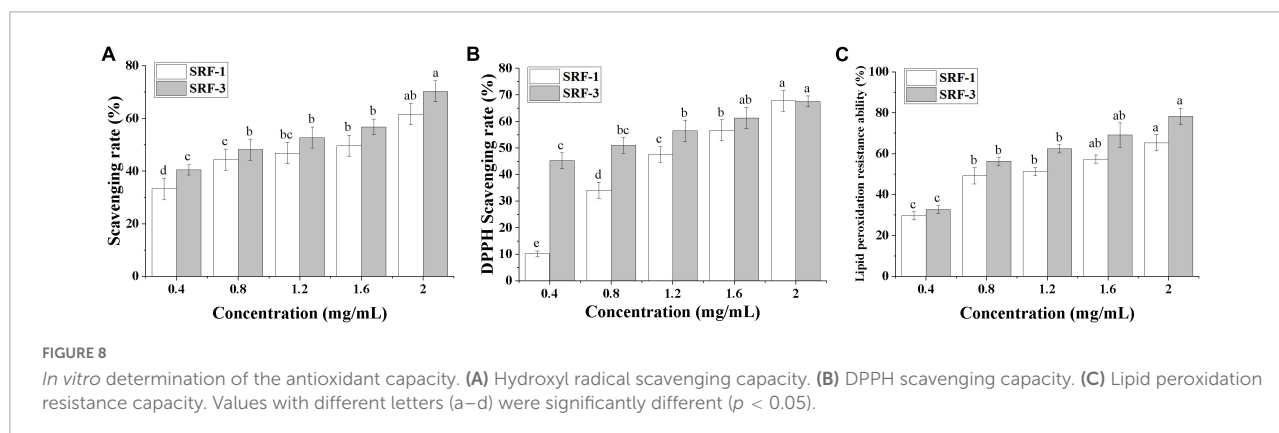 A
SRF-1
SRF-3
Scavenging rate (%)
80
60
40
20
0
d
c
c
b
bc
b
b
b
ab
a
0.4
0.8
1.2
1.6
2
Concentration (mg/mL)
B
SRF-1
SRF-3
DPPH Scavenging rate (%)
80
70
60
50
40
30
20
10
0
e
c
d
bc
c
b
b
ab
a
a
0.4
0.8
1.2
1.6
2
Concentration (mg/mL)
C
SRF-1
SRF-3
Lipid peroxidation resistance ability (%)
100
80
60
40
20
0
c
c
b
b
b
b
ab
ab
a
a
0.4
0.8
1.2
1.6
2
Concentration (mg/mL)
FIGURE 8
In vitro determination of the antioxidant capacity. (A) Hydroxyl radical scavenging capacity. (B) DPPH scavenging capacity. (C) Lipid peroxidation
resistance capacity. Values with different letters (a–d) were significantly different (p < 0.05).